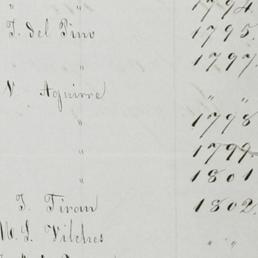 " " 1794.
T. del Pino 1795.
" 1797.
V Aguirre " "
" 1798
1799.
" 1801
T. Tiran 1802.
M. J. Vilches " "